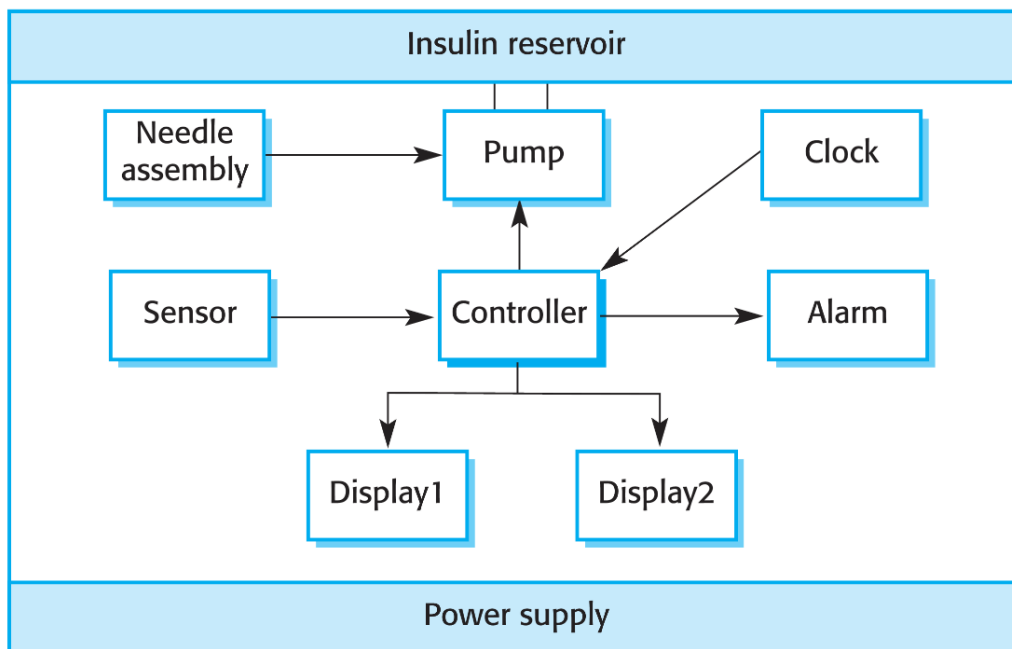 Insulin reservoir
Needle
assembly
Pump
Clock
Sensor
Controller
Alarm
Display1
Display2
Power supply